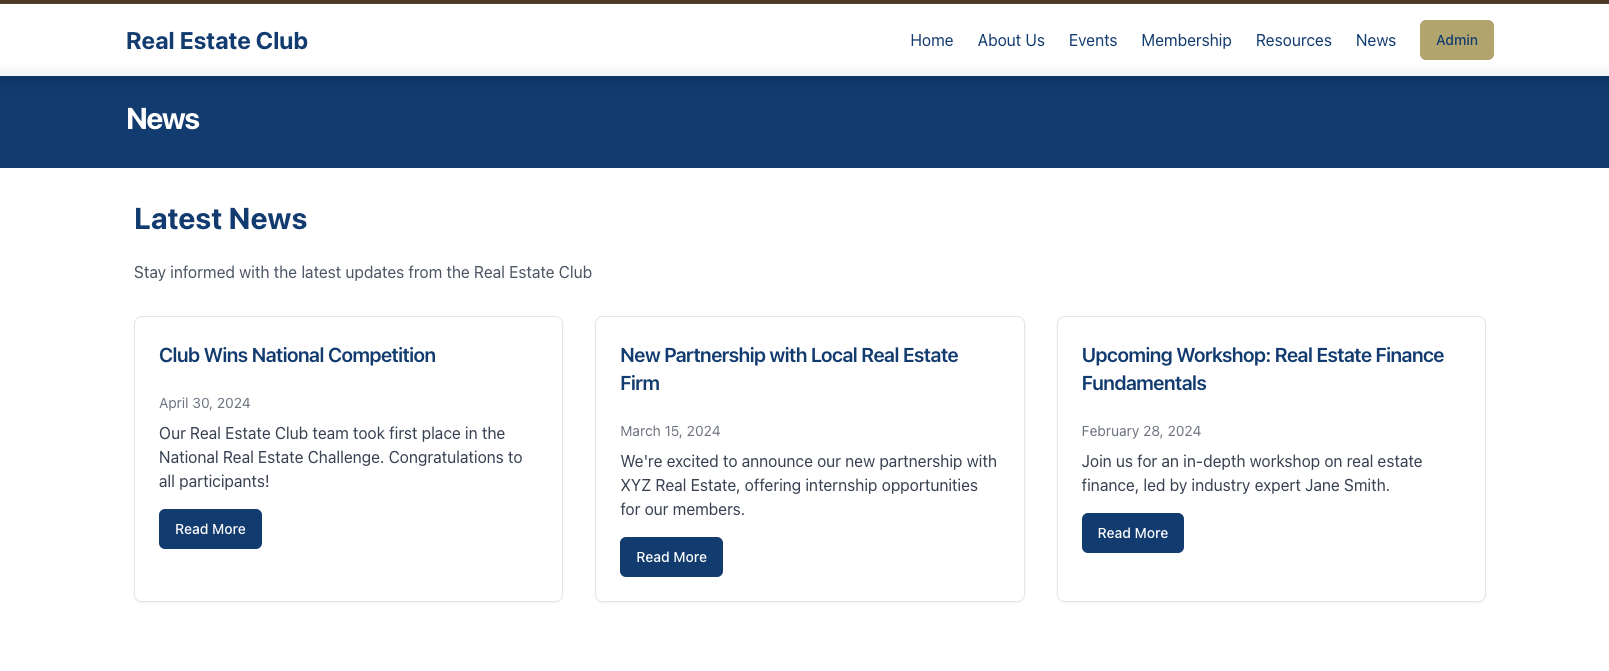 Real Estate Club
Home About Us Events Membership Resources News Admin
News
Latest News
Stay informed with the latest updates from the Real Estate Club
Club Wins National Competition
April 30, 2024
Our Real Estate Club team took first place in the
National Real Estate Challenge. Congratulations to
all participants!
Read More
New Partnership with Local Real Estate
Firm
March 15, 2024
We're excited to announce our new partnership with
XYZ Real Estate, offering internship opportunities
for our members.
Read More
Upcoming Workshop: Real Estate Finance
Fundamentals
February 28, 2024
Join us for an in-depth workshop on real estate
finance, led by industry expert Jane Smith.
Read More